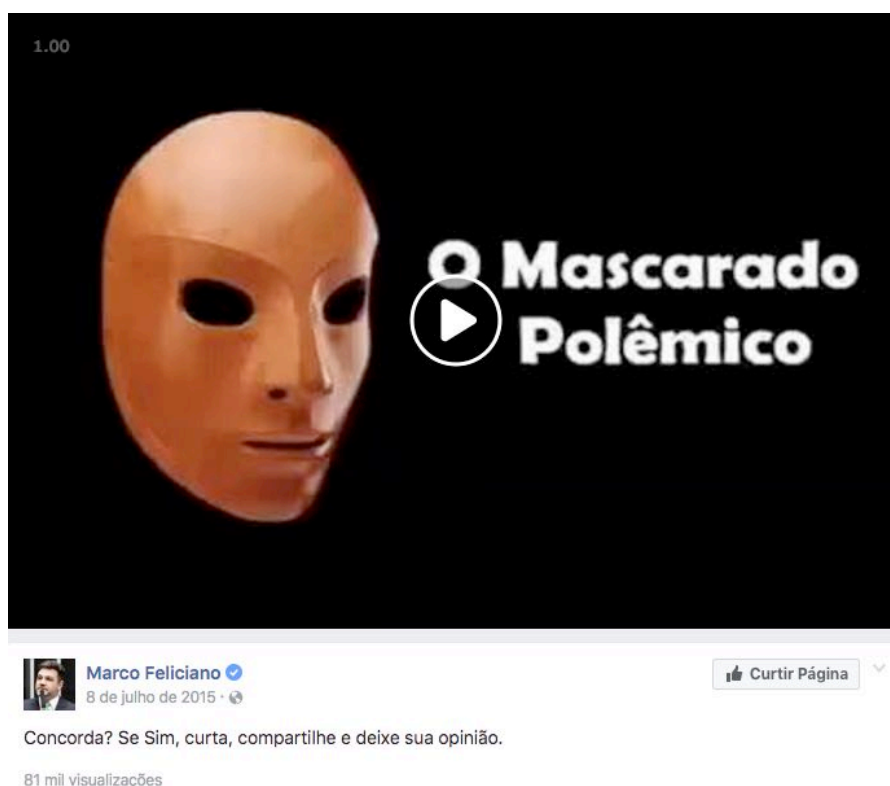 1.00
O Mascarado
Polêmico
Marco Feliciano
8 de julho de 2015 ·
Curtir Página
Concorda? Se Sim, curta, compartilhe e deixe sua opinião.
81 mil visualizações